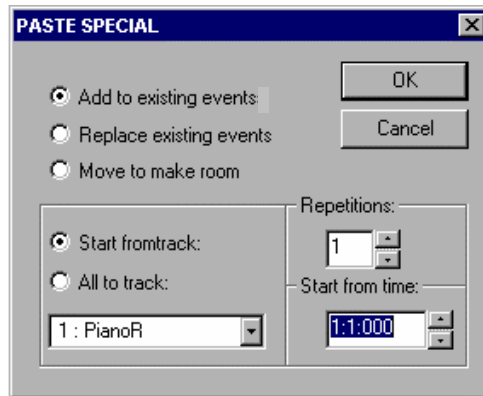 PASTE SPECIAL
Add to existing events
OK
Replace existing events
Cancel
Move to make room
Repetitions:
Start fromtrack:
1
All to track:
Start from time:
1 : PianoR
1:1:000